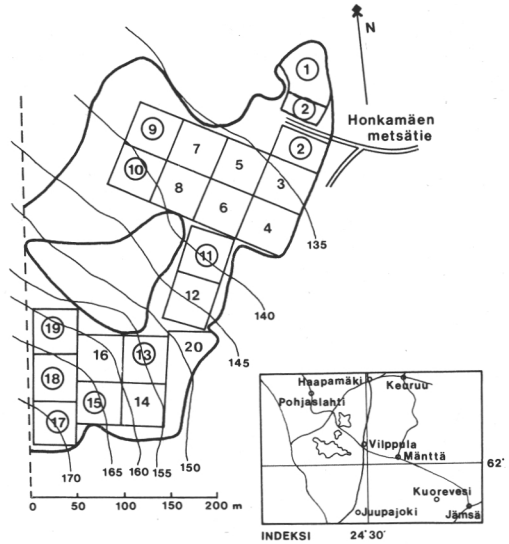 N
1
2
Honkamäen
metsätie
9
7
5
2
10
8
6
3
4
11
135
12
140
19
16
13
20
145
18
15
14
17
150
155
160
165
170
0 50 100 150 200 m
Haapamäki
Keuruu
Pohjaslahti
Vilppula
Mänttä
62°
Kuorevesi
Juupajoki
Jämsä
INDEKSI 24°30'